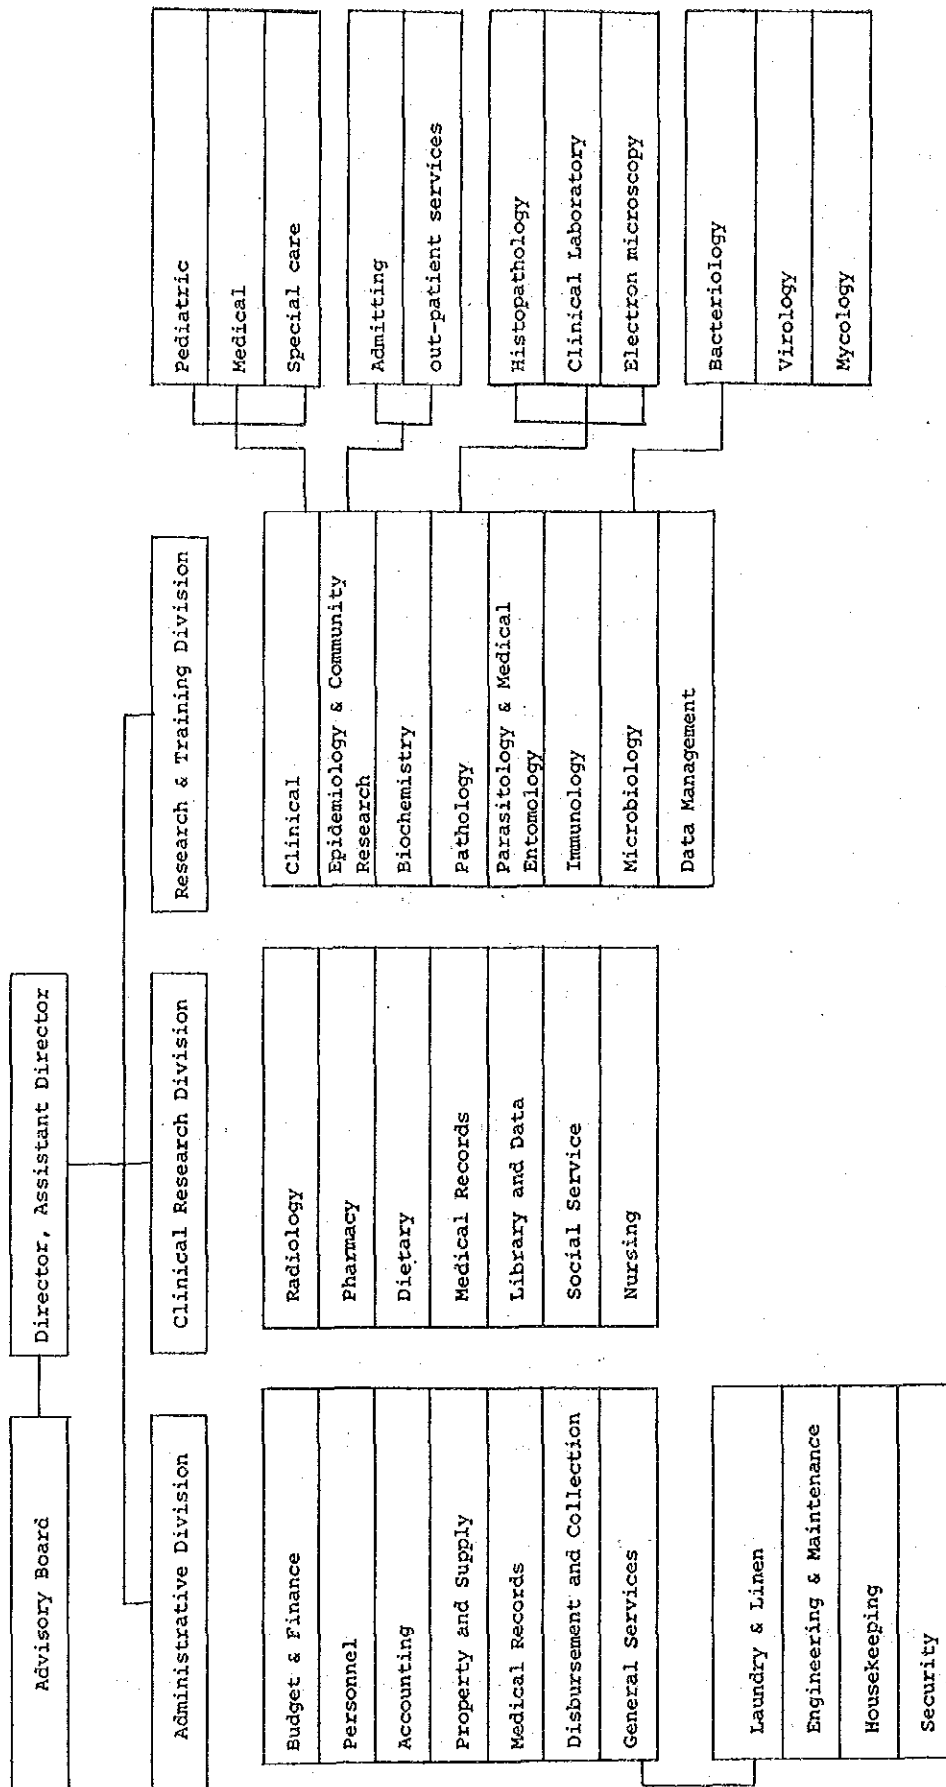 Advisory Board
Director, Assistant Director
Administrative Division
Clinical Research Division
Research & Training Division
Budget & Finance
Personnel
Accounting
Property and Supply
Medical Records
Disbursement and Collection
General Services
Laundry & Linen
Engineering & Maintenance
Housekeeping
Security
Radiology
Pharmacy
Dietary
Medical Records
Library and Data
Social Service
Nursing
Clinical
Epidemiology & Community
Research
Biochemistry
Pathology
Parasitology & Medical
Entomology
Immunology
Microbiology
Data Management
Pediatric
Medical
Special care
Admitting
out-patient services
Histopathology
Clinical Laboratory
Electron microscopy
Bacteriology
Virology
Mycology